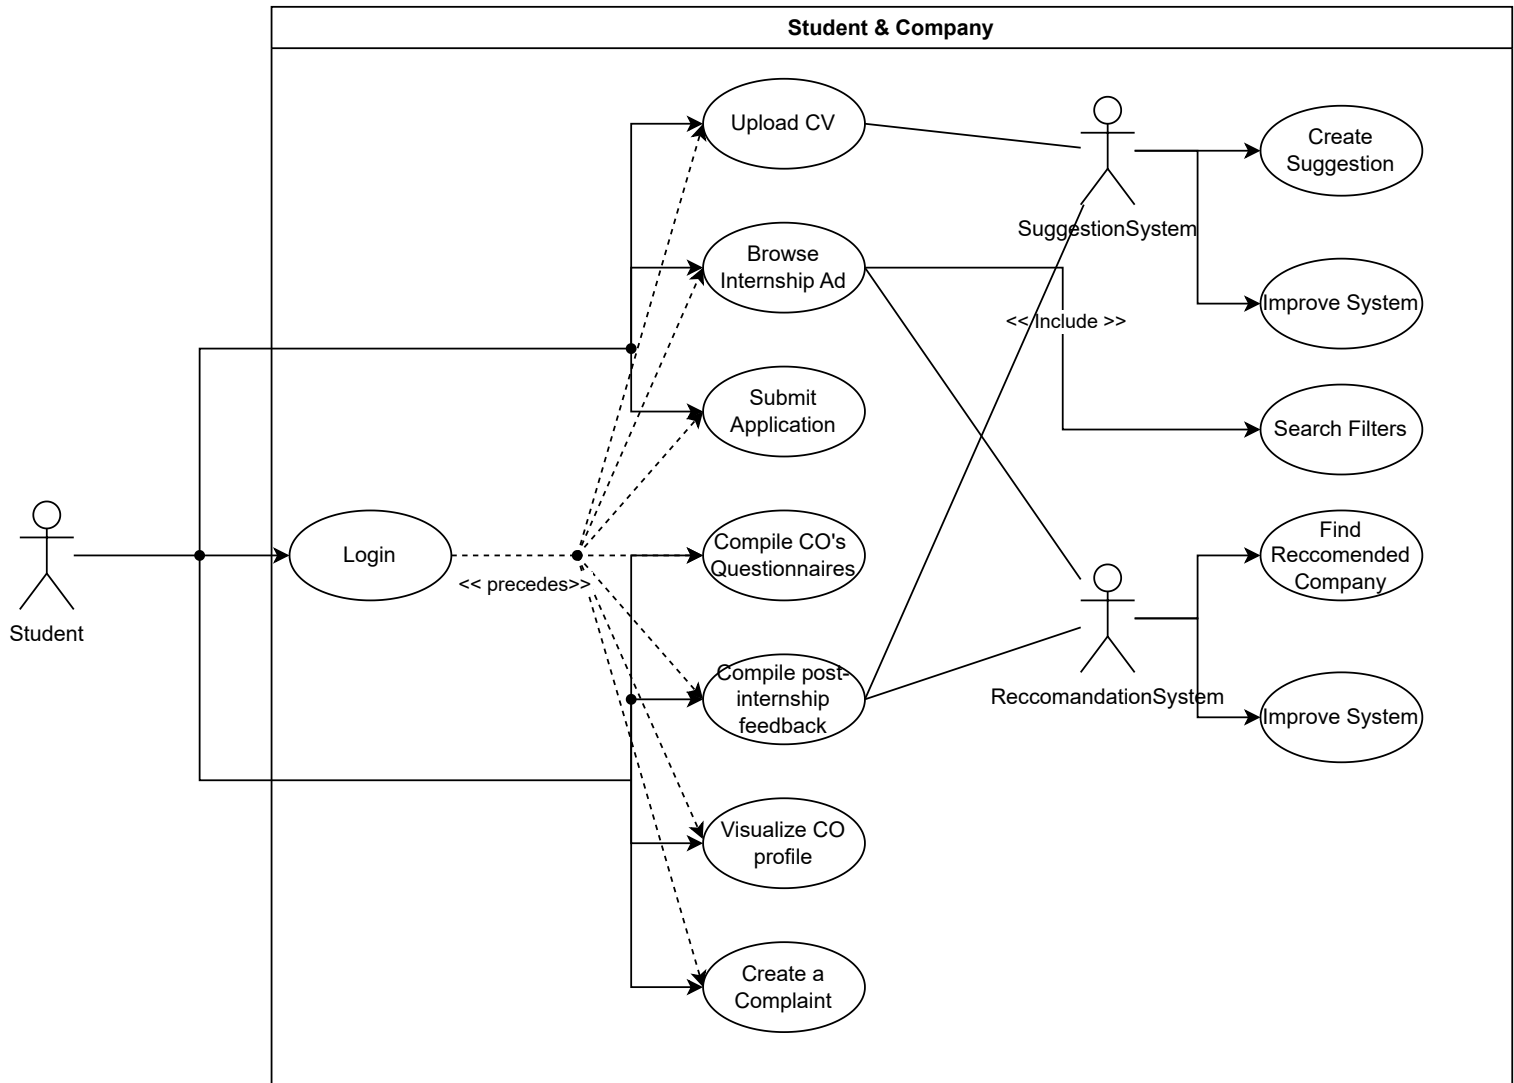 Student & Company
Upload CV
Create
Suggestion
SuggestionSystem
Browse
Internship Ad
Improve System
<< Include >>
Submit
Application
Search Filters
Login
<< precedes>>
Compile CO's
Questionnaires
Find
Reccomended
Company
Student
Compile post-
internship
feedback
ReccomandationSystem
Improve System
Visualize CO
profile
Create a
Complaint